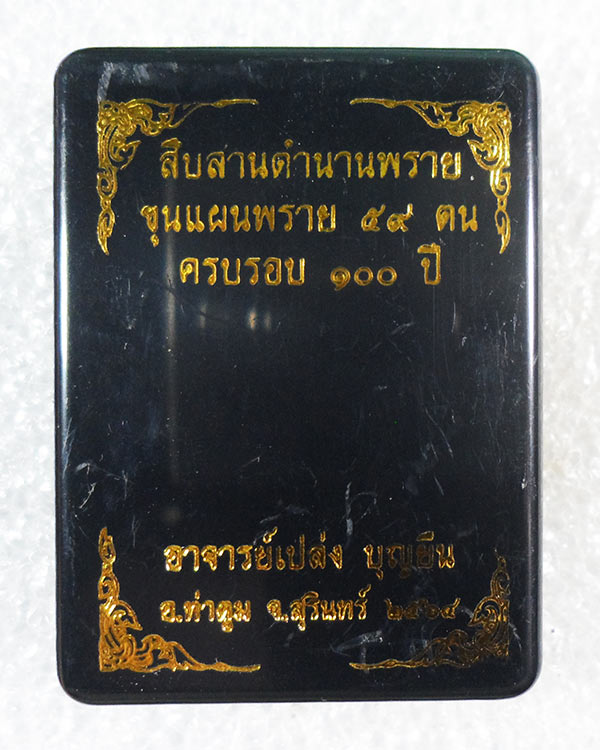 สืบสานตำนานพราย
ขุนแผนพราย ๕๙ ตน
ครบรอบ ๑๐๐ ปี
อาจารย์เปล่ง บุญยืน
อ.ท่าตูม จ.สุรินทร์ ๒๕๖๔